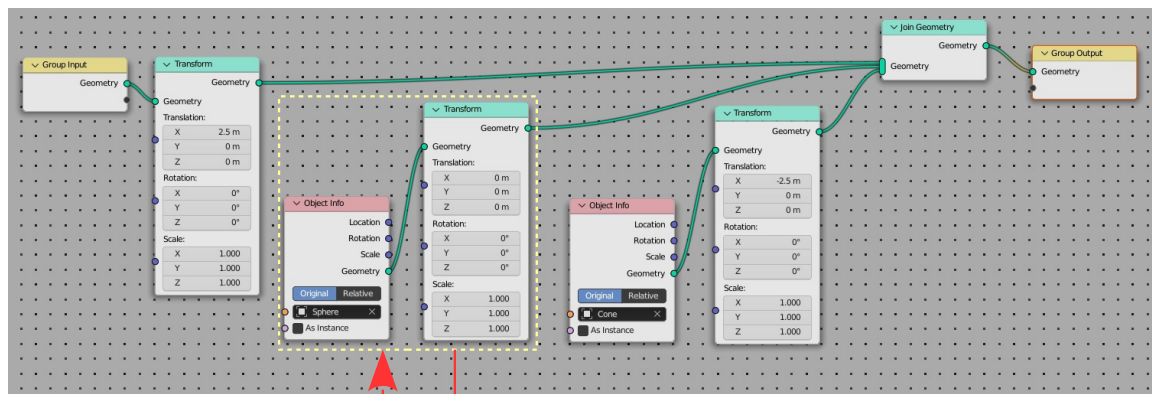 Group Input
Geometry
Transform
Geometry
Geometry
Translation:
X 2.5 m
Y 0 m
Z 0 m
Rotation:
X 0°
Y 0°
Z 0°
Scale:
X 1.000
Y 1.000
Z 1.000
Object Info
Location
Rotation
Scale
Geometry
Original Relative
Sphere
As Instance
Transform
Geometry
Geometry
Translation:
X 0 m
Y 0 m
Z 0 m
Rotation:
X 0°
Y 0°
Z 0°
Scale:
X 1.000
Y 1.000
Z 1.000
Object Info
Location
Rotation
Scale
Geometry
Original Relative
Cone
As Instance
Transform
Geometry
Geometry
Translation:
X -2.5 m
Y 0 m
Z 0 m
Rotation:
X 0°
Y 0°
Z 0°
Scale:
X 1.000
Y 1.000
Z 1.000
Join Geometry
Geometry
Geometry
Group Output
Geometry